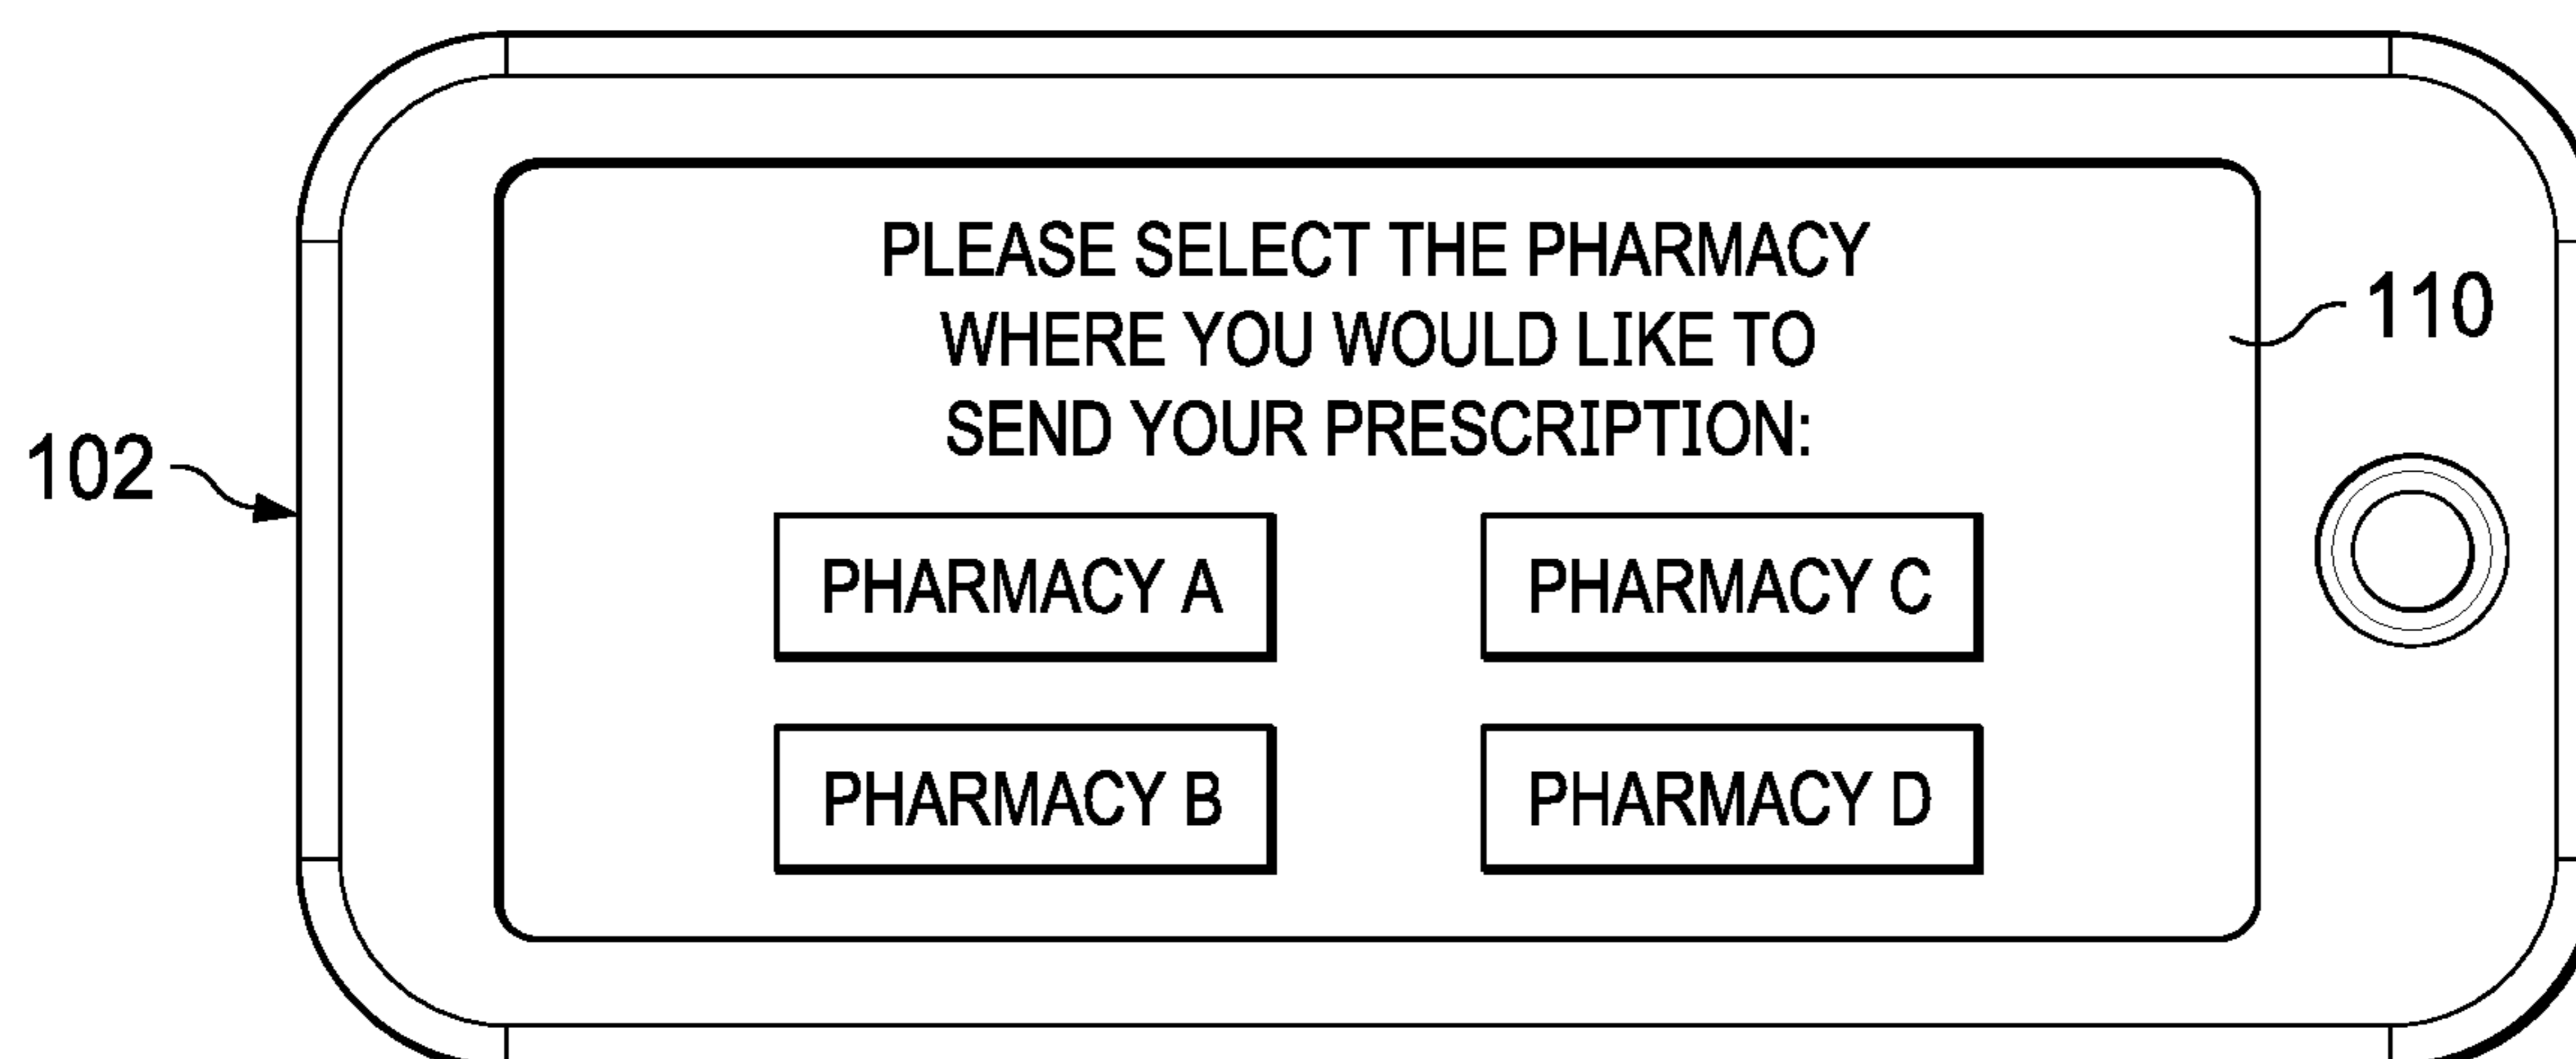 PLEASE SELECT THE PHARMACY
WHERE YOU WOULD LIKE TO
SEND YOUR PRESCRIPTION:
110
102
PHARMACY A
PHARMACY C
PHARMACY B
PHARMACY D